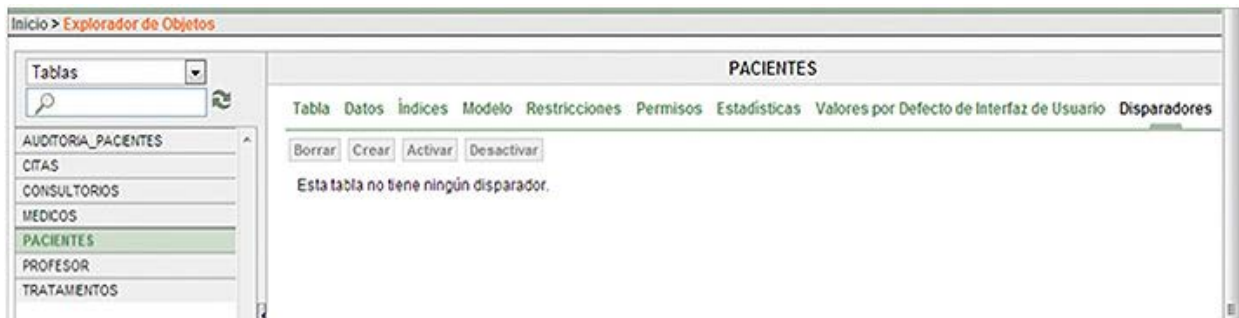 Inicio > Explorador de Objetos
Tablas
PACIENTES
Tabla Datos Índices Modelo Restricciones Permisos Estadísticas Valores por Defecto de Interfaz de Usuario Disparadores
Borrar Crear Activar Desactivar
Esta tabla no tiene ningún disparador.
AUDITORIA_PACIENTES
CITAS
CONSULTORIOS
MEDICOS
PACIENTES
PROFESOR
TRATAMIENTOS